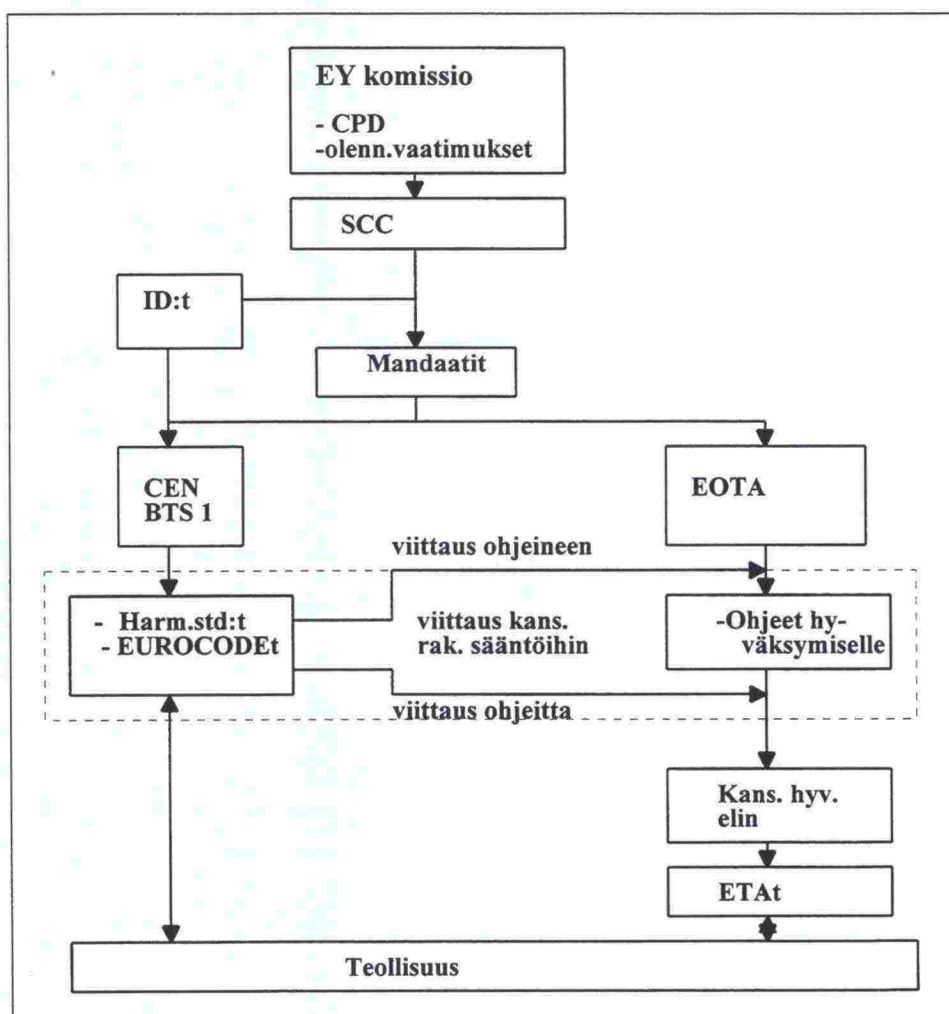 EY komissio
- CPD
-olenn.vaatimukset
SCC
ID:t
Mandaatit
CEN
BTS 1
EOTA
viittaus ohjeineen
- Harm.std:t
- EUROCODEt
viittaus kans.
rak. sääntöihin
-Ohjeet hy-
väksymiselle
viittaus ohjeitta
Kans. hyv.
elin
ETAt
Teollisuus